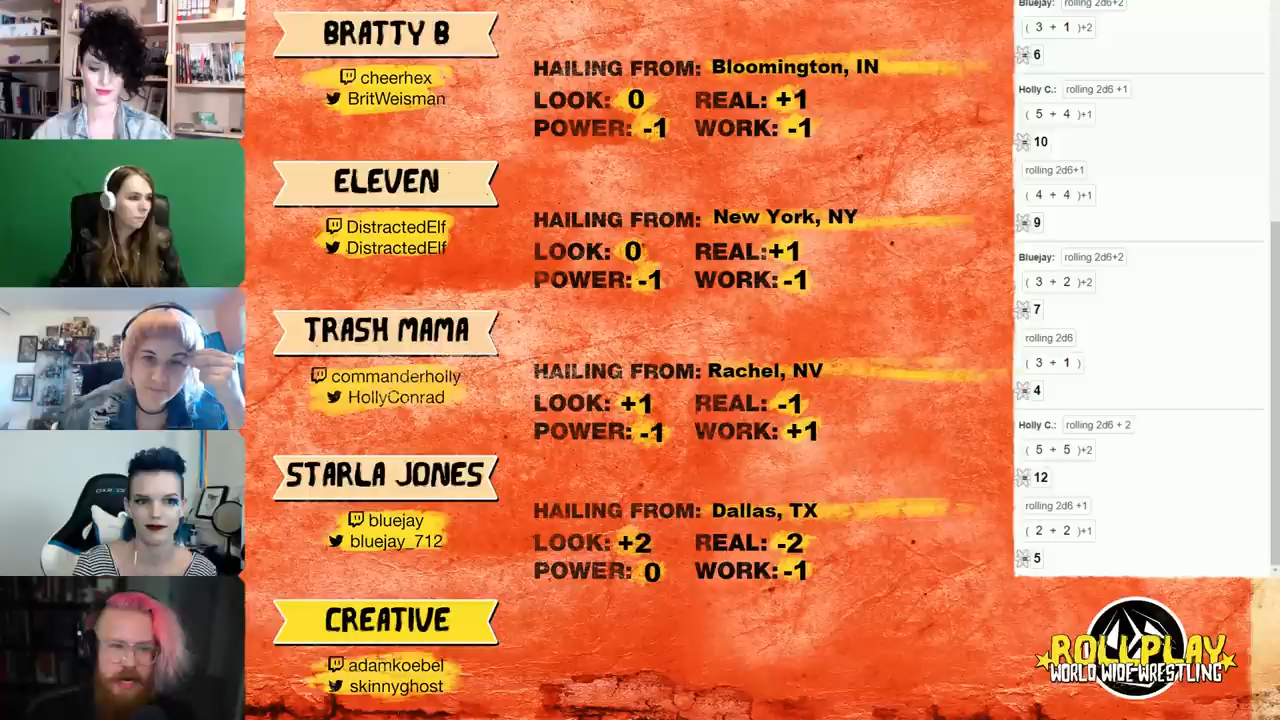 BRATTY B
cheerhex
BritWeisman
HAILING FROM: Bloomington, IN
LOOK: 0 REAL: +1
POWER: -1 WORK: -1
ELEVEN
DistractedElf
DistractedElf
HAILING FROM: New York, NY
LOOK: 0 REAL: +1
POWER: -1 WORK: -1
TRASH MAMA
commanderholly
HollyConrad
HAILING FROM: Rachel, NV
LOOK: +1 REAL: -1
POWER: -1 WORK: +1
STARLA JONES
bluejay
bluejay_712
HAILING FROM: Dallas, TX
LOOK: +2 REAL: -2
POWER: 0 WORK: -1
CREATIVE
adamkoebel
skinnyghost
Bluejay: rolling 2d6+2
( 3 + 1 )+2
= 6
Holly C.: rolling 2d6 +1
( 5 + 4 )+1
= 10
rolling 2d6+1
( 4 + 4 )+1
= 9
Bluejay: rolling 2d6+2
( 3 + 2 )+2
= 7
rolling 2d6
( 3 + 1 )
= 4
Holly C.: rolling 2d6 + 2
( 5 + 5 )+2
= 12
rolling 2d6 +1
( 2 + 2 )+1
= 5
ROLLPLAY
WORLD WIDE WRESTLING